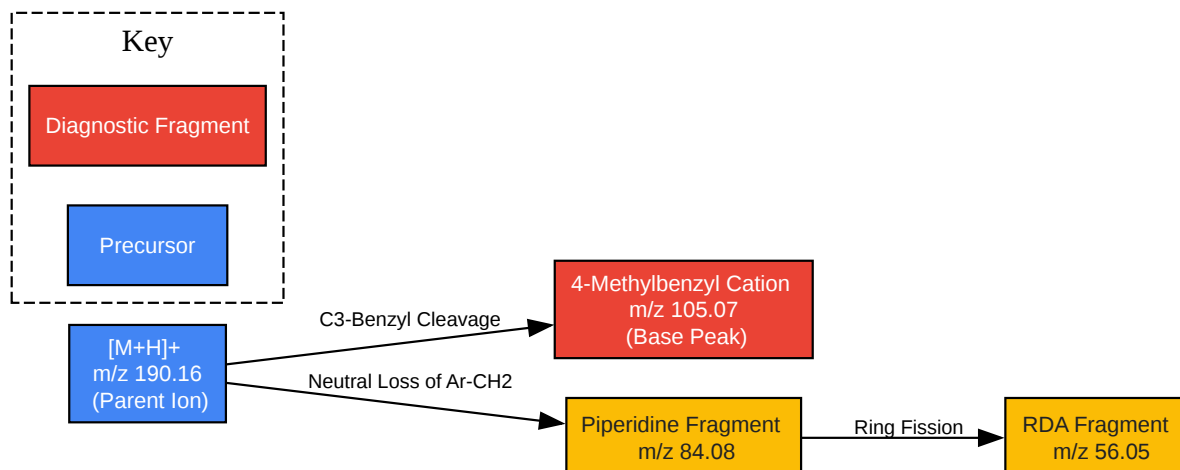 Key
Diagnostic Fragment
Precursor
[M+H]+
m/z 190.16
(Parent Ion)
C3-Benzyl Cleavage
4-Methylbenzyl Cation
m/z 105.07
(Base Peak)
Neutral Loss of Ar-CH2
Piperidine Fragment
m/z 84.08
Ring Fission
RDA Fragment
m/z 56.05